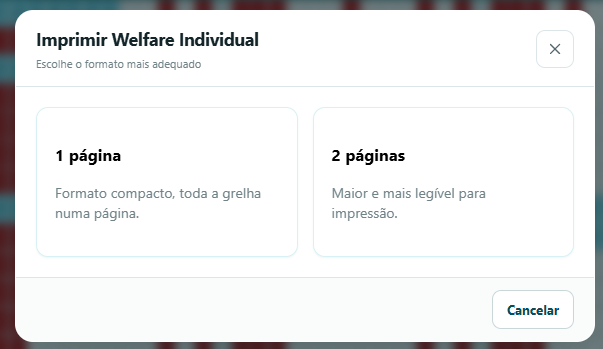 Imprimir Welfare Individual
Escolhe o formato mais adequado
1 página
Formato compacto, toda a grelha
numa página.
2 páginas
Maior e mais legível para
impressão.
Cancelar